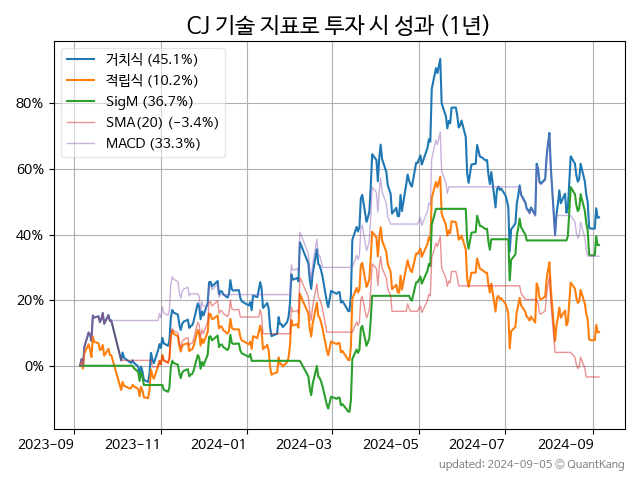 CJ 기술 지표로 투자 시 성과 (1년)
거치식 (45.1%)
적립식 (10.2%)
SigM (36.7%)
SMA(20) (−3.4%)
MACD (33.3%)
80%
60%
40%
20%
0%
2023-09 2023-11 2024-01 2024-03 2024-05 2024-07 2024-09
updated: 2024-09-05 © QuantKang